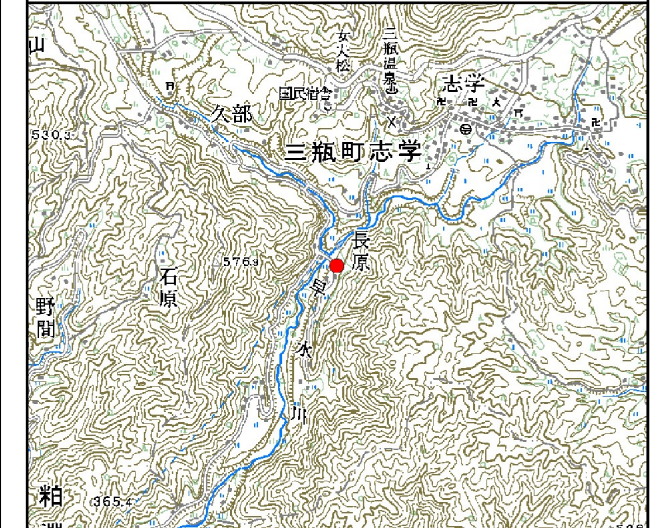 山
女夫松
三瓶温泉
志学
国民宿舎
久部
530.3
三瓶町志学
長原
576.9
石原
早水川
野間
粕
365.4